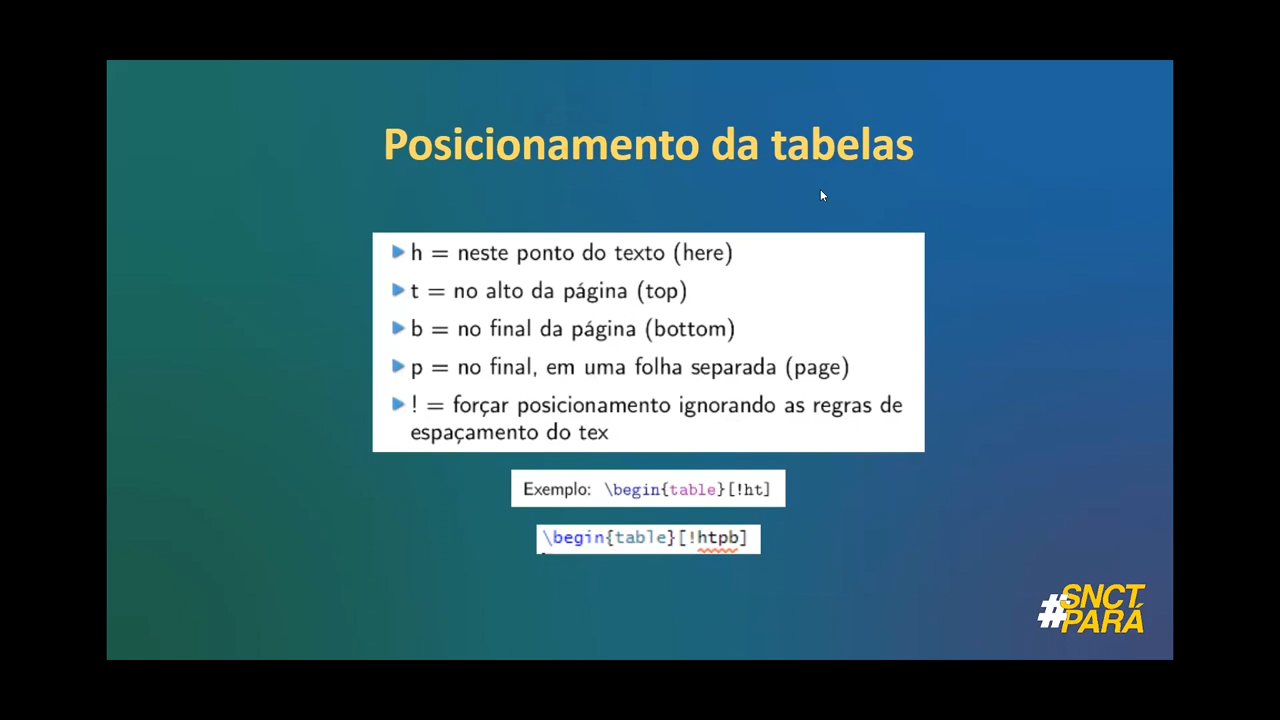 Posicionamento da tabelas
h = neste ponto do texto (here)
t = no alto da página (top)
b = no final da página (bottom)
p = no final, em uma folha separada (page)
! = forçar posicionamento ignorando as regras de
espaçamento do tex
Exemplo: \begin{table}[!ht]
\begin{table}[!htpb]
#SNCT
PARÁ